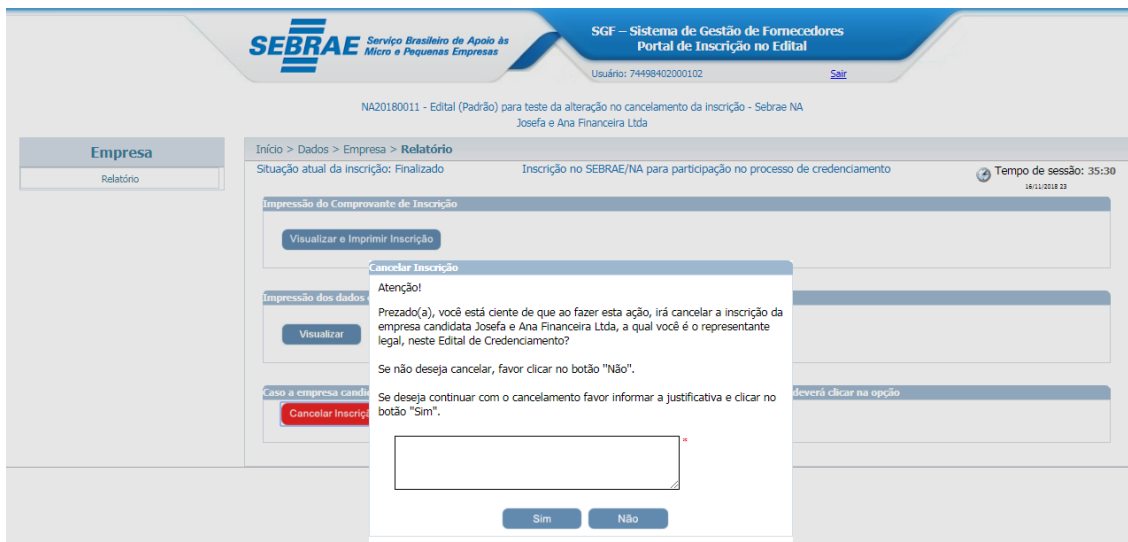 SEBRAE
Serviço Brasileiro de Apoio às
Micro e Pequenas Empresas
SGF – Sistema de Gestão de Fornecedores
Portal de Inscrição no Edital
Usuário: 74498402000102 Sair
NA20180011 - Edital (Padrão) para teste da alteração no cancelamento da inscrição - Sebrae NA
Josefa e Ana Financeira Ltda
Empresa
Relatório
Início > Dados > Empresa > Relatório
Situação atual da inscrição: Finalizado
Inscrição no SEBRAE/NA para participação no processo de credenciamento
Tempo de sessão: 35:30
16/11/2018 23
Impressão do Comprovante de Inscrição
Visualizar e Imprimir Inscrição
Impressão dos dados
Visualizar
Caso a empresa candi
deverá clicar na opção
Cancelar Inscriçã
Cancelar Inscrição
Atenção!
Prezado(a), você está ciente de que ao fazer esta ação, irá cancelar a inscrição da
empresa candidata Josefa e Ana Financeira Ltda, a qual você é o representante
legal, neste Edital de Credenciamento?
Se não deseja cancelar, favor clicar no botão "Não".
Se deseja continuar com o cancelamento favor informar a justificativa e clicar no
botão "Sim".
*
Sim
Não